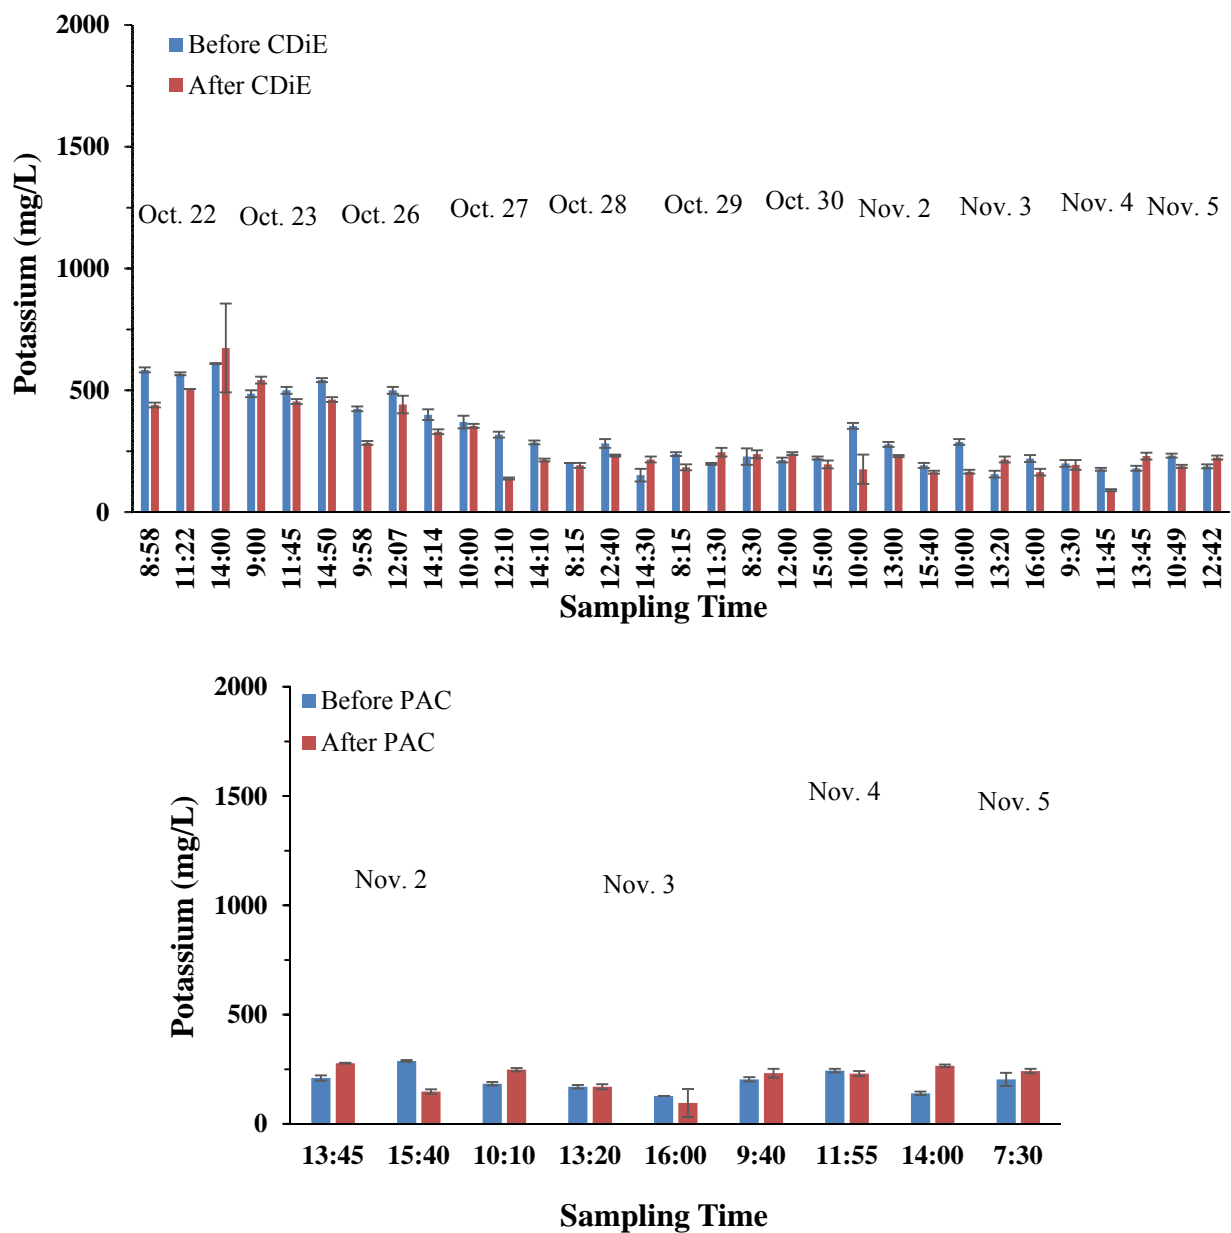 2000
Before CDiE
After CDiE
1500
Oct. 22 Oct. 23 Oct. 26 Oct. 27 Oct. 28 Oct. 29 Oct. 30 Nov. 2 Nov. 3 Nov. 4 Nov. 5
1000
500
0
Potassium (mg/L)
8:58 11:22 14:00 9:00 11:45 14:50 9:58 12:07 14:14 10:00 12:10 14:10 8:15 12:40 14:30 8:15 11:30 8:30 12:00 15:00 10:00 13:00 15:40 10:00 13:20 16:00 9:30 11:45 13:45 10:49 12:42
Sampling Time
2000
Before PAC
After PAC
1500
Nov. 4 Nov. 5
Nov. 2 Nov. 3
1000
500
0
Potassium (mg/L)
13:45 15:40 10:10 13:20 16:00 9:40 11:55 14:00 7:30
Sampling Time